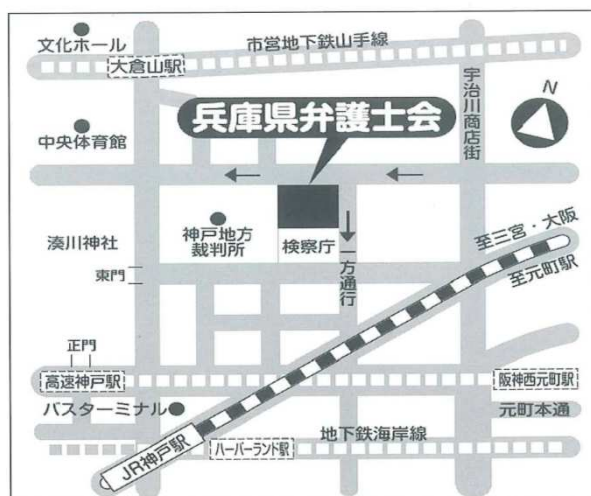 文化ホール
市営地下鉄山手線
大倉山駅
宇治川商店街
N
兵庫県弁護士会
中央体育館
湊川神社
神戸地方
裁判所
検察庁
一方通行
至三宮・大阪
至元町駅
東門
正門
高速神戸駅
阪神西元町駅
バスターミナル
元町本通
JR神戸駅
ハーバーランド駅
地下鉄海岸線